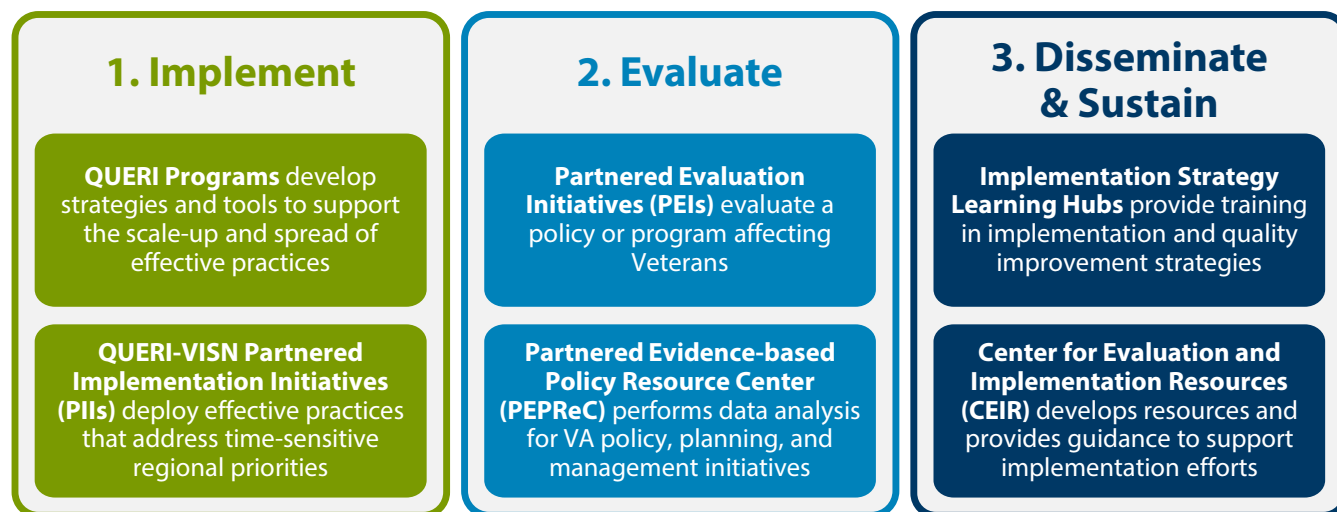 1. Implement
QUERI Programs develop
strategies and tools to support
the scale-up and spread of
effective practices
QUERI-VISN Partnered
Implementation Initiatives
(PIIs) deploy effective practices
that address time-sensitive
regional priorities
2. Evaluate
Partnered Evaluation
Initiatives (PEIs) evaluate a
policy or program affecting
Veterans
Partnered Evidence-based
Policy Resource Center
(PEPReC) performs data analysis
for VA policy, planning, and
management initiatives
3. Disseminate
& Sustain
Implementation Strategy
Learning Hubs provide training
in implementation and quality
improvement strategies
Center for Evaluation and
Implementation Resources
(CEIR) develops resources and
provides guidance to support
implementation efforts